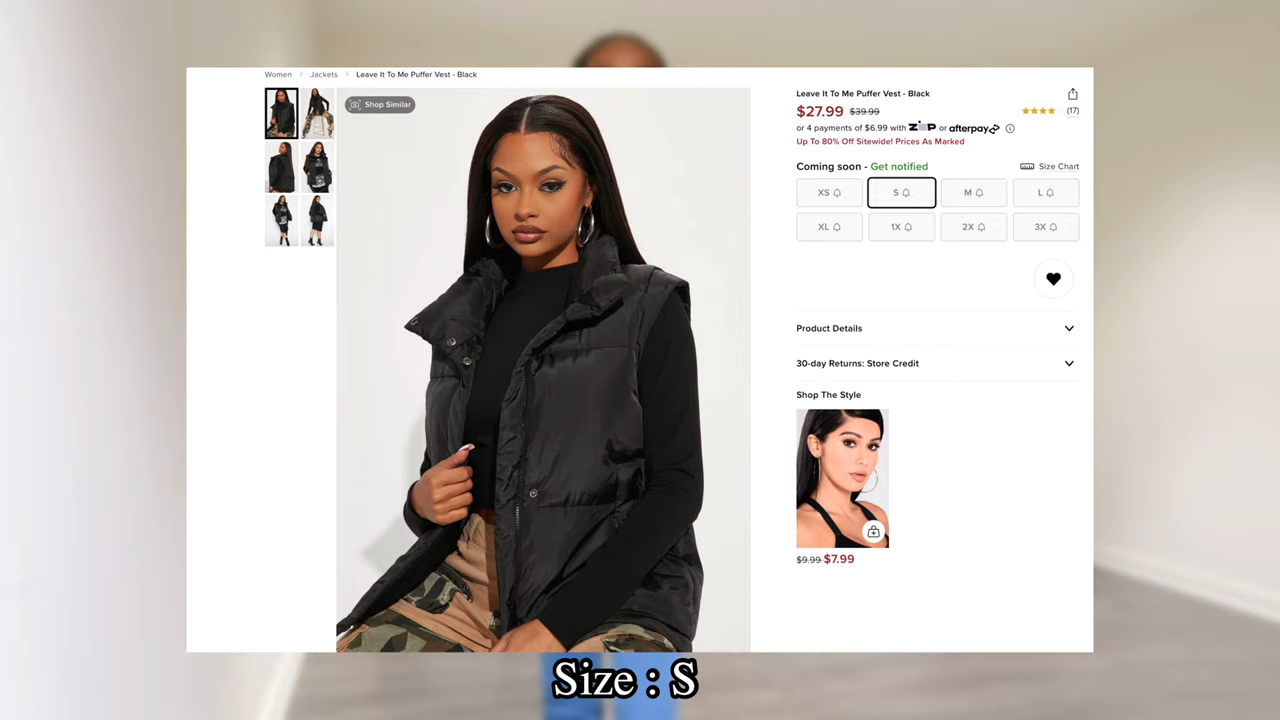 Women > Jackets > Leave It To Me Puffer Vest - Black
Shop Similar
Leave It To Me Puffer Vest - Black
$27.99 $39.99
(17)
or 4 payments of $6.99 with ZIP or afterpay
Up To 80% Off Sitewide! Prices As Marked
Coming soon - Get notified
Size Chart
XS S M L
XL 1X 2X 3X
Product Details
30-day Returns: Store Credit
Shop The Style
$9.99 $7.99
Size : S